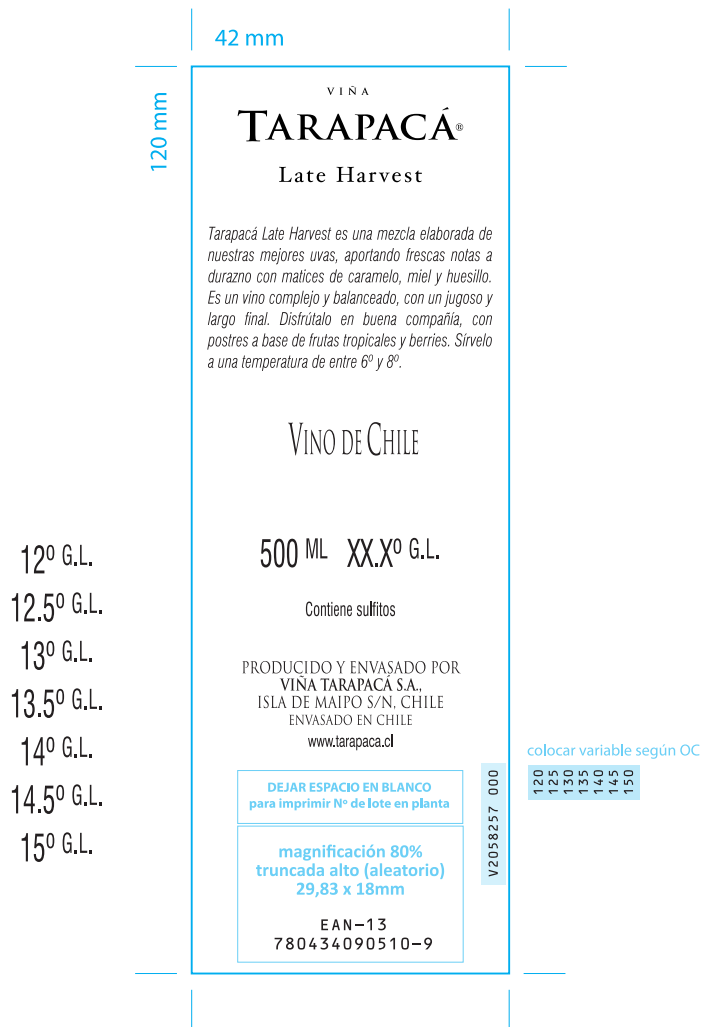 42 mm
120 mm
VIÑA
TARAPACÁ®
Late Harvest
Tarapacá Late Harvest es una mezcla elaborada de
nuestras mejores uvas, aportando frescas notas a
durazno con matices de caramelo, miel y huesillo.
Es un vino complejo y balanceado, con un jugoso y
largo final. Disfrútalo en buena compañía, con
postres a base de frutas tropicales y berries. Sírvelo
a una temperatura de entre 6º y 8º.
VINO DE CHILE
500 ML XX.Xº G.L.
Contiene sulfitos
PRODUCIDO Y ENVASADO POR
VIÑA TARAPACÁ S.A.,
ISLA DE MAIPO S/N, CHILE
ENVASADO EN CHILE
www.tarapaca.cl
DEJAR ESPACIO EN BLANCO
para imprimir Nº de lote en planta
magnificación 80%
truncada alto (aleatorio)
29,83 x 18mm
EAN-13
780434090510-9
V2058257 000
12º G.L.
12.5º G.L.
13º G.L.
13.5º G.L.
14º G.L.
14.5º G.L.
15º G.L.
colocar variable según OC
120
125
130
135
140
145
150